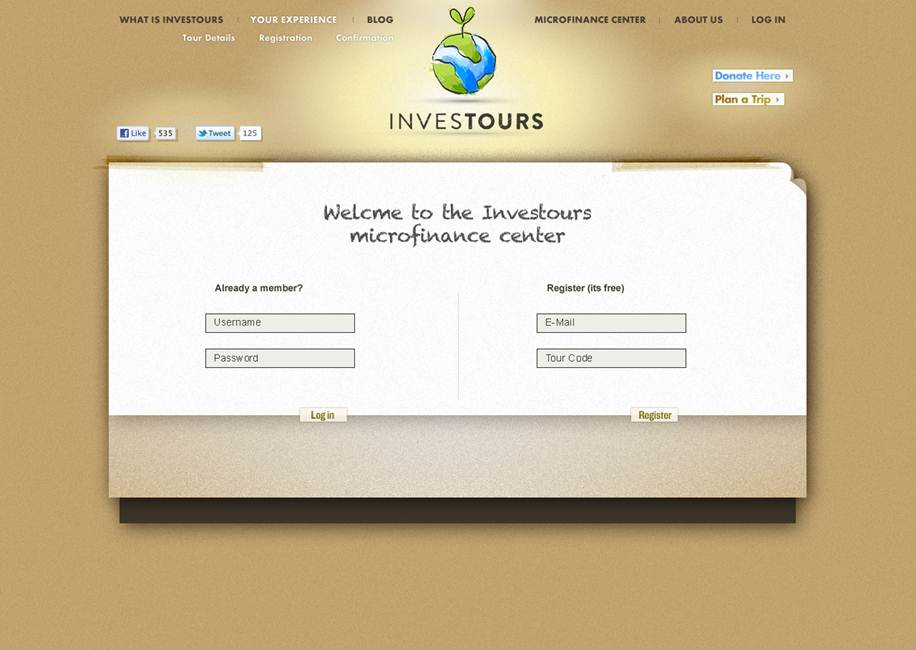 WHAT IS INVESTOURS YOUR EXPERIENCE BLOG MICROFINANCE CENTER ABOUT US LOG IN
Tour Details Registration Confirmation
Donate Here ›
Plan a Trip ›
INVESTOURS
Like 535 Tweet 125
Welcme to the Investours
microfinance center
Already a member? Register (its free)
Username E-Mail
Password Tour Code
Log in Register